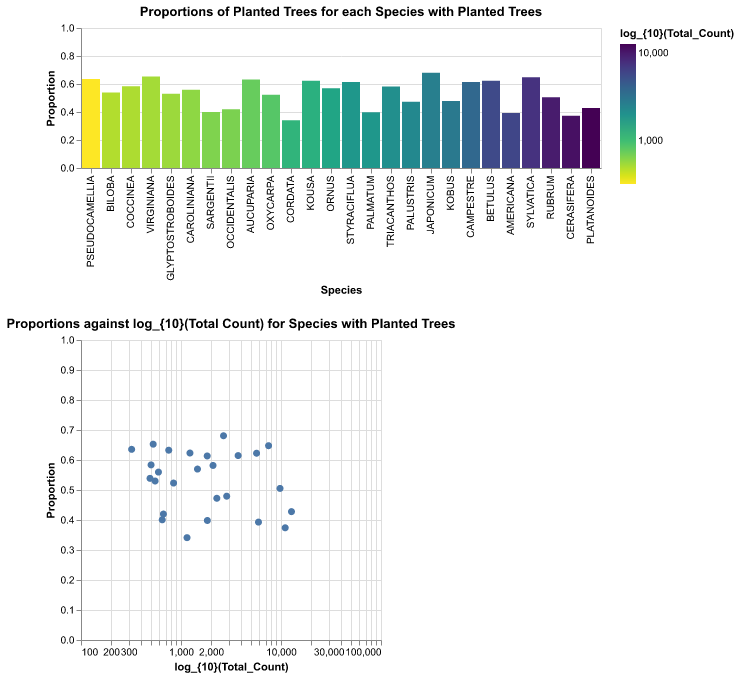 Proportions of Planted Trees for each Species with Planted Trees
log_{10}(Total_Count)
10,000
1,000
1.0
0.8
0.6
0.4
0.2
0.0
Proportion
PSEUDOCAMELLIA
BILOBA
COCCINEA
VIRGINIANA
GLYPTOSTROBOIDES
CAROLINIANA
SARGENTII
OCCIDENTALIS
AUCUPARIA
OXYCARPA
CORDATA
KOUSA
ORNUS
STYRACIFLUA
PALMATUM
TRIACANTHOS
PALUSTRIS
JAPONICUM
KOBUS
CAMPESTRE
BETULUS
AMERICANA
SYLVATICA
RUBRUM
CERASIFERA
PLATANOIDES
Species
Proportions against log_{10}(Total Count) for Species with Planted Trees
1.0
0.9
0.8
0.7
0.6
0.5
0.4
0.3
0.2
0.1
0.0
Proportion
100 200 300 1,000 2,000 10,000 30,000 100,000
log_{10}(Total_Count)